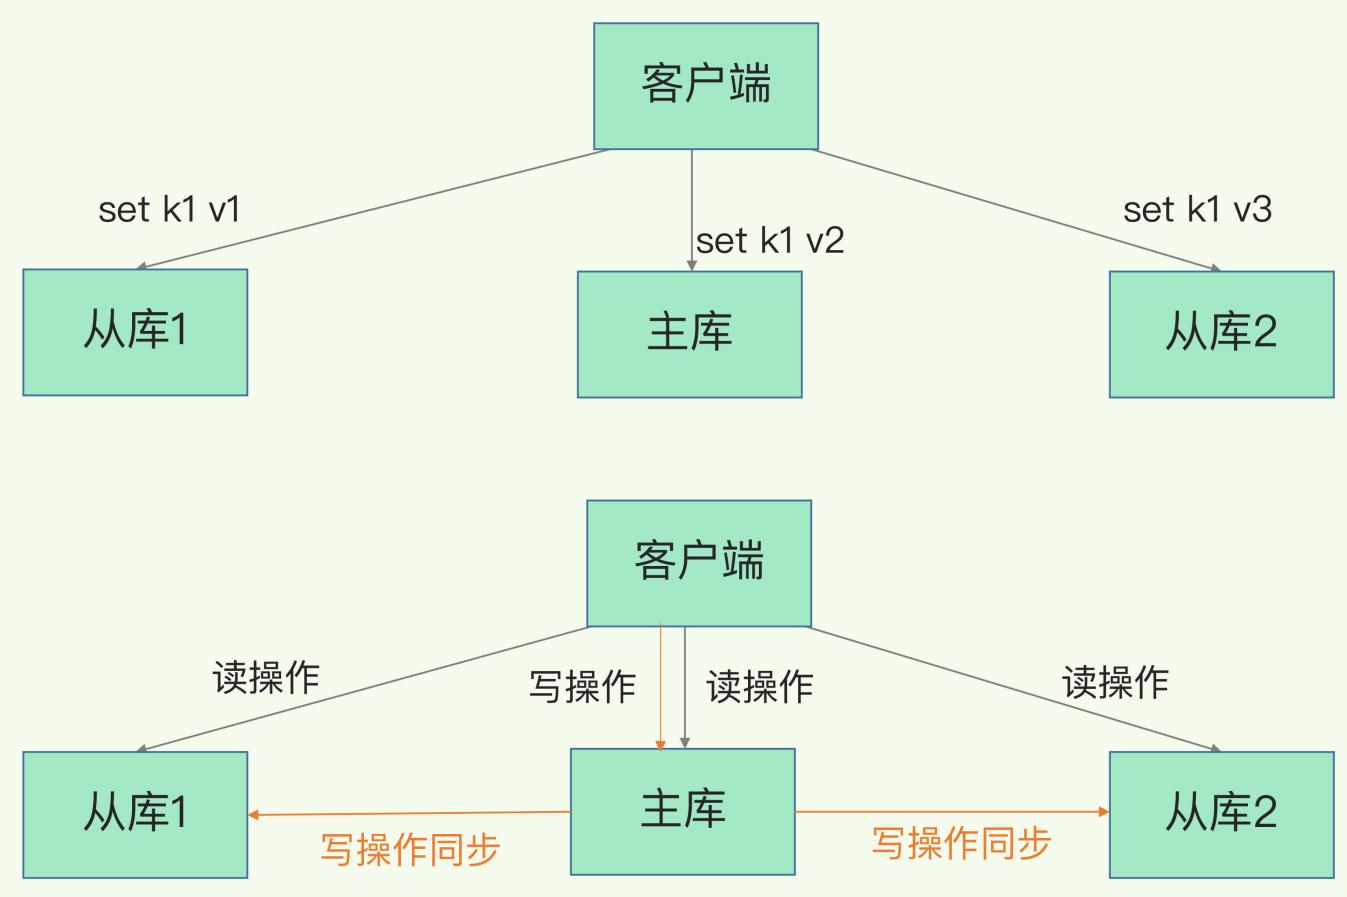 客户端
set k1 v1
set k1 v2
set k1 v3
从库1
主库
从库2
客户端
读操作
写操作
读操作
读操作
从库1
主库
从库2
写操作同步
写操作同步